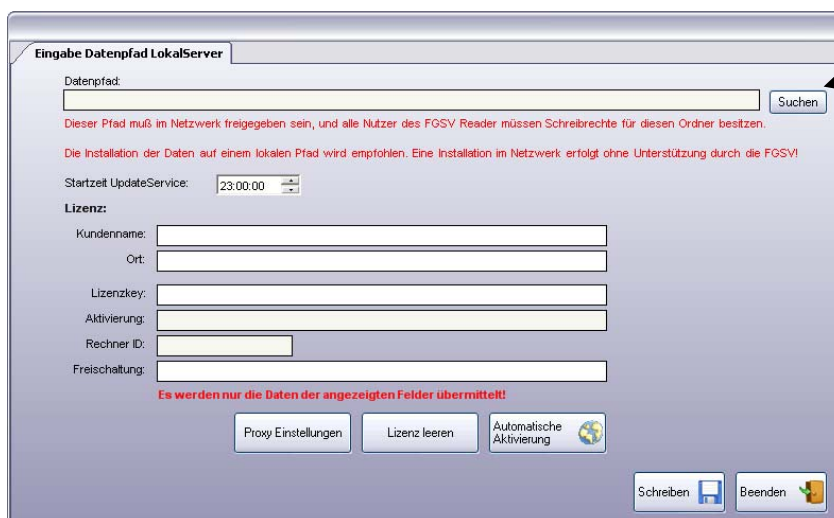 Eingabe Datenpfad LokalServer
Datenpfad:
Suchen
Dieser Pfad muß im Netzwerk freigegeben sein, und alle Nutzer des FGSV Reader müssen Schreibrechte für diesen Ordner besitzen.
Die Installation der Daten auf einem lokalen Pfad wird empfohlen. Eine Installation im Netzwerk erfolgt ohne Unterstützung durch die FGSV!
Startzeit UpdateService: 23:00:00
Lizenz:
Kundenname:
Ort:
Lizenzkey:
Aktivierung:
Rechner ID:
Freischaltung:
Es werden nur die Daten der angezeigten Felder übermittelt!
Proxy Einstellungen
Lizenz leeren
Automatische
Aktivierung
Schreiben
Beenden